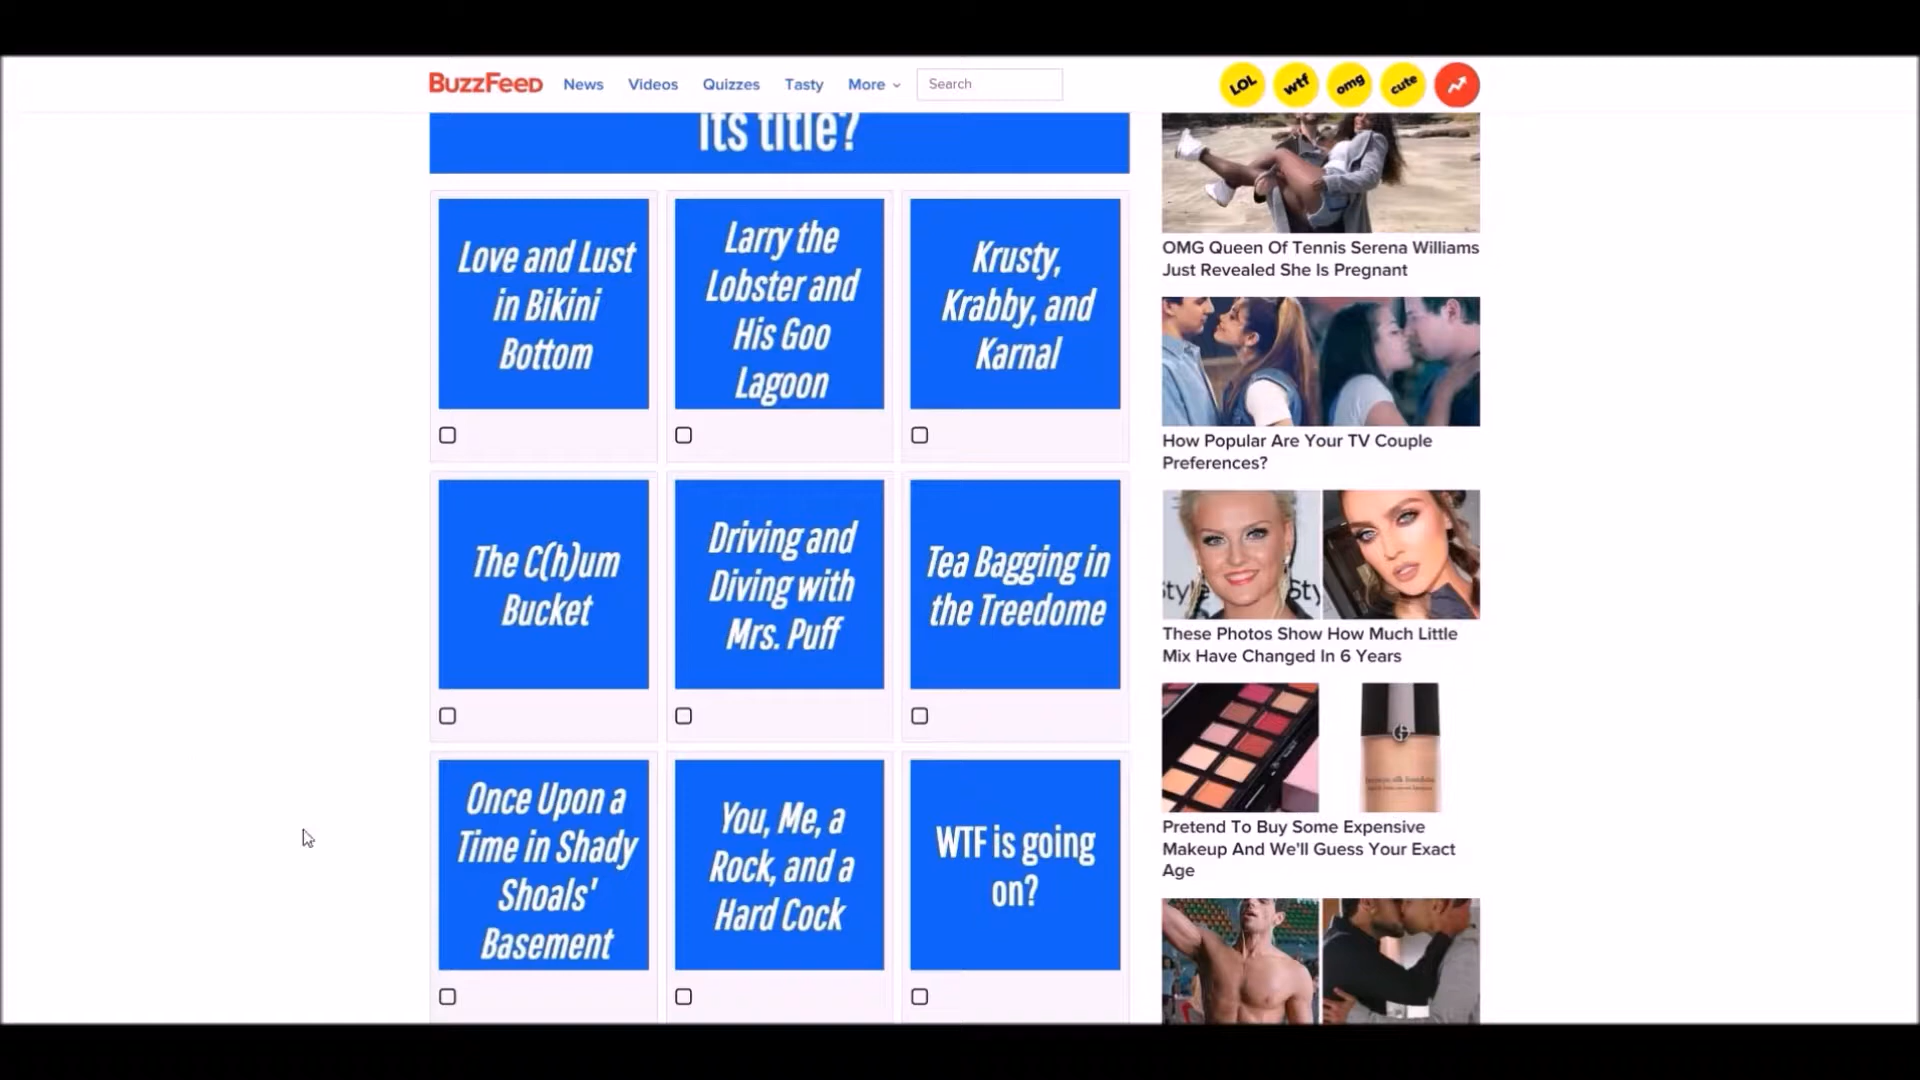 BuzzFeed News Videos Quizzes Tasty More Search LOL wtf omg cute
its title?
Love and Lust
in Bikini
Bottom
Larry the
Lobster and
His Goo
Lagoon
Krusty,
Krabby, and
Karnal
The C(h)um
Bucket
Driving and
Diving with
Mrs. Puff
Tea Bagging in
the Treedome
Once Upon a
Time in Shady
Shoals'
Basement
You, Me, a
Rock, and a
Hard Cock
WTF is going
on?
OMG Queen Of Tennis Serena Williams
Just Revealed She Is Pregnant
How Popular Are Your TV Couple
Preferences?
Style
Sty
These Photos Show How Much Little
Mix Have Changed In 6 Years
Pretend To Buy Some Expensive
Makeup And We'll Guess Your Exact
Age